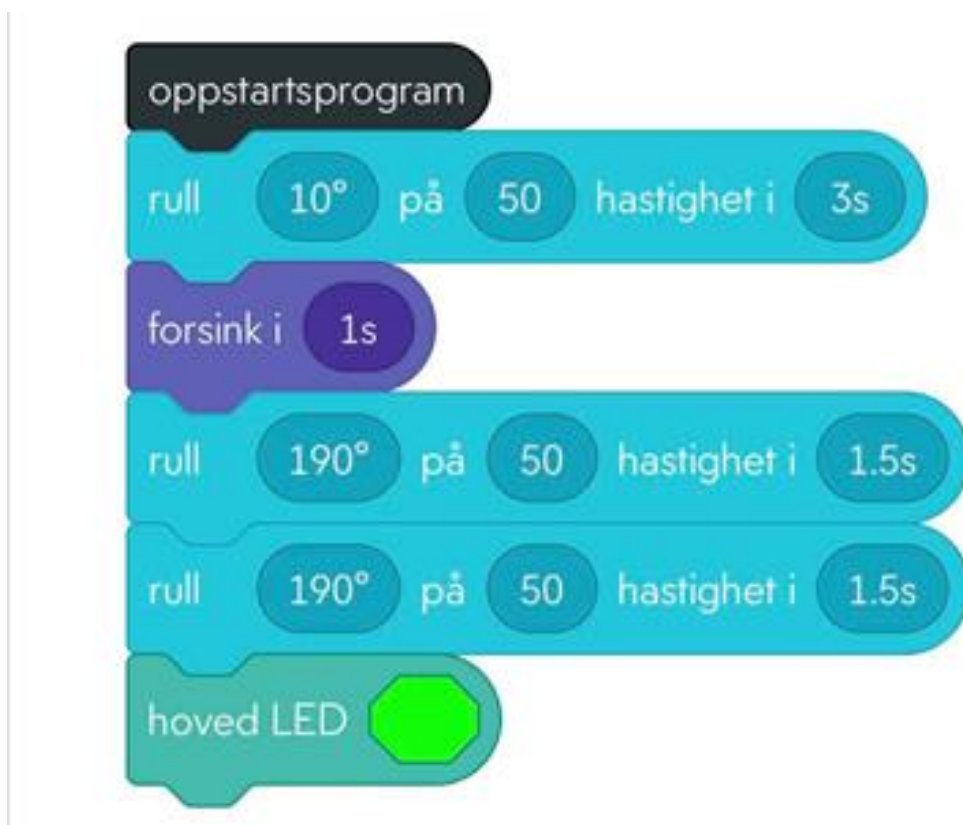 oppstartsprogram
rull 10° på 50 hastighet i 3s
forsink i 1s
rull 190° på 50 hastighet i 1.5s
rull 190° på 50 hastighet i 1.5s
hoved LED